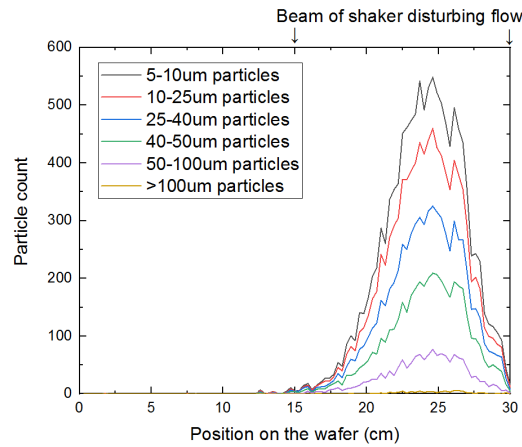 Beam of shaker disturbing flow
600
500
400
300
200
100
0
Particle count
5-10um particles
10-25um particles
25-40um particles
40-50um particles
50-100um particles
>100um particles
0 5 10 15 20 25 30
Position on the wafer (cm)